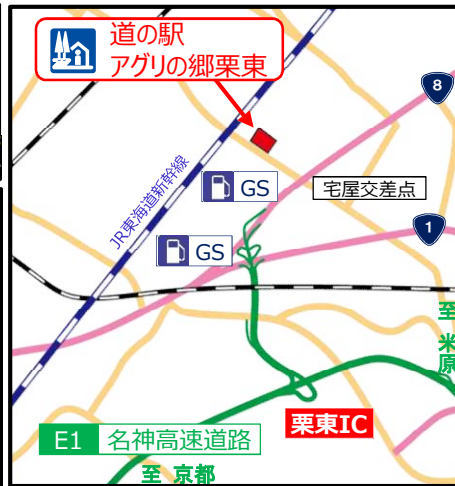 道の駅
アグリの郷栗東
8
JR東海道新幹線
GS
宅屋交差点
1
GS
至
米
原
栗東IC
E1 名神高速道路
至 京都